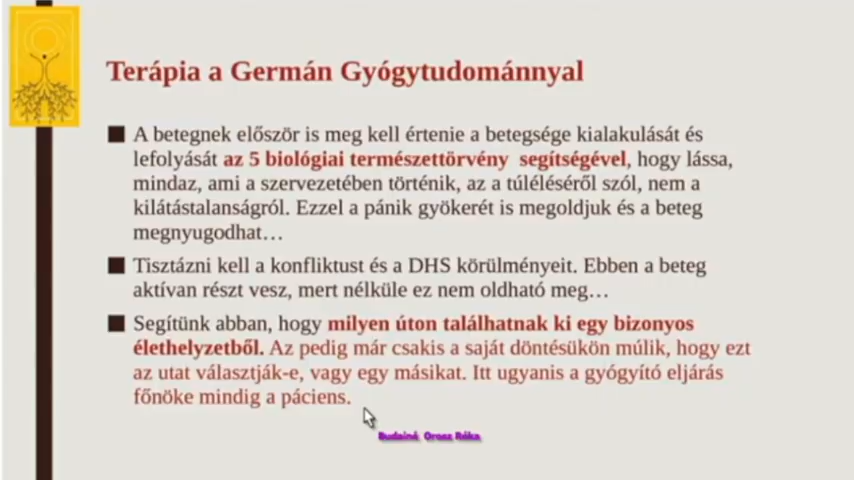 Terápia a Germán Gyógytudománnyal
A betegnek először is meg kell értenie a betegsége kialakulását és
lefolyását az 5 biológiai természettörvény segítségével, hogy lássa,
mindaz, ami a szervezetében történik, az a túléléséről szól, nem a
kilátástalanságról. Ezzel a pánik gyökerét is megoldjuk és a beteg
megnyugodhat…
Tisztázni kell a konfliktust és a DHS körülményeit. Ebben a beteg
aktívan részt vesz, mert nélküle ez nem oldható meg…
Segítünk abban, hogy milyen úton találhatnak ki egy bizonyos
élethelyzetből. Az pedig már csakis a saját döntésükön múlik, hogy ezt
az utat választják-e, vagy egy másikat. Itt ugyanis a gyógyító eljárás
főnöke mindig a páciens.
Budainé Orosz Réka